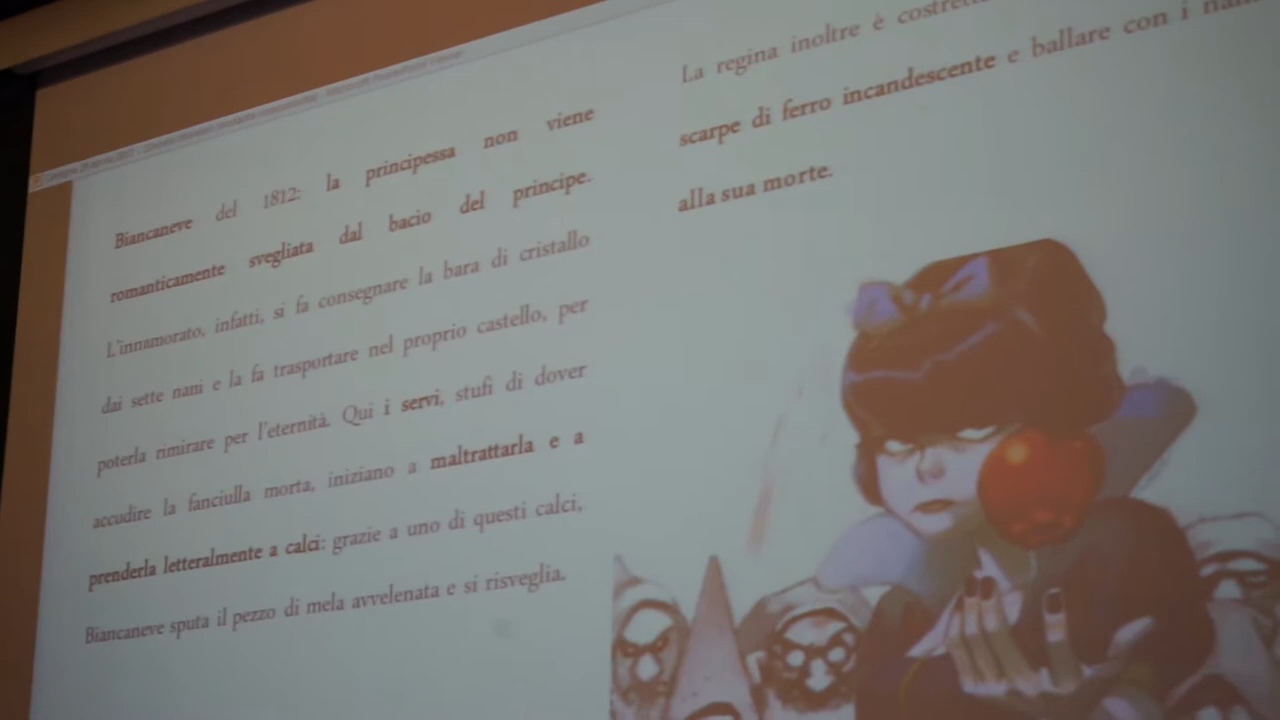 Biancaneve del 1812: la principessa non viene
romanticamente svegliata dal bacio del principe.
L'innamorato, infatti, si fa consegnare la bara di cristallo
dai sette nani e la fa trasportare nel proprio castello, per
poterla rimirare per l'eternità. Qui i servi, stufi di dover
accudire la fanciulla morta, iniziano a maltrattarla e a
prenderla letteralmente a calci: grazie a uno di questi calci,
Biancaneve sputa il pezzo di mela avvelenata e si risveglia.
La regina inoltre è
scarpe di ferro incandescente e ballare con i
alla sua morte.